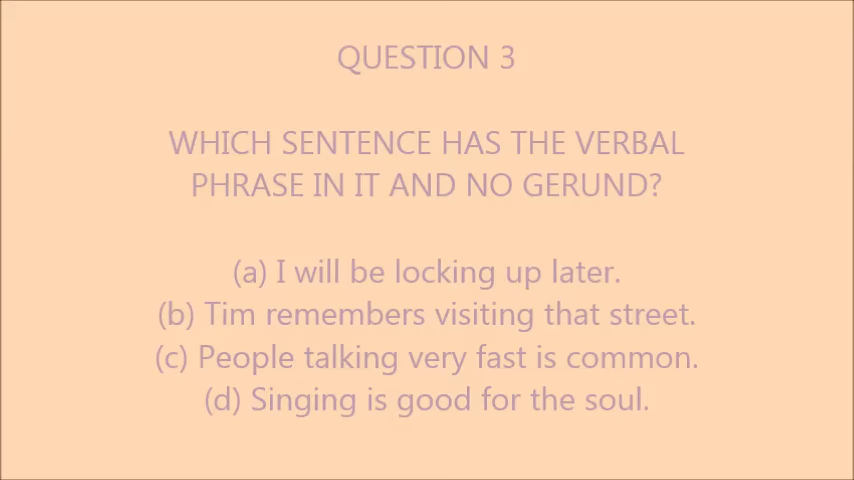 QUESTION 3
WHICH SENTENCE HAS THE VERBAL
PHRASE IN IT AND NO GERUND?
(a) I will be locking up later.
(b) Tim remembers visiting that street.
(c) People talking very fast is common.
(d) Singing is good for the soul.